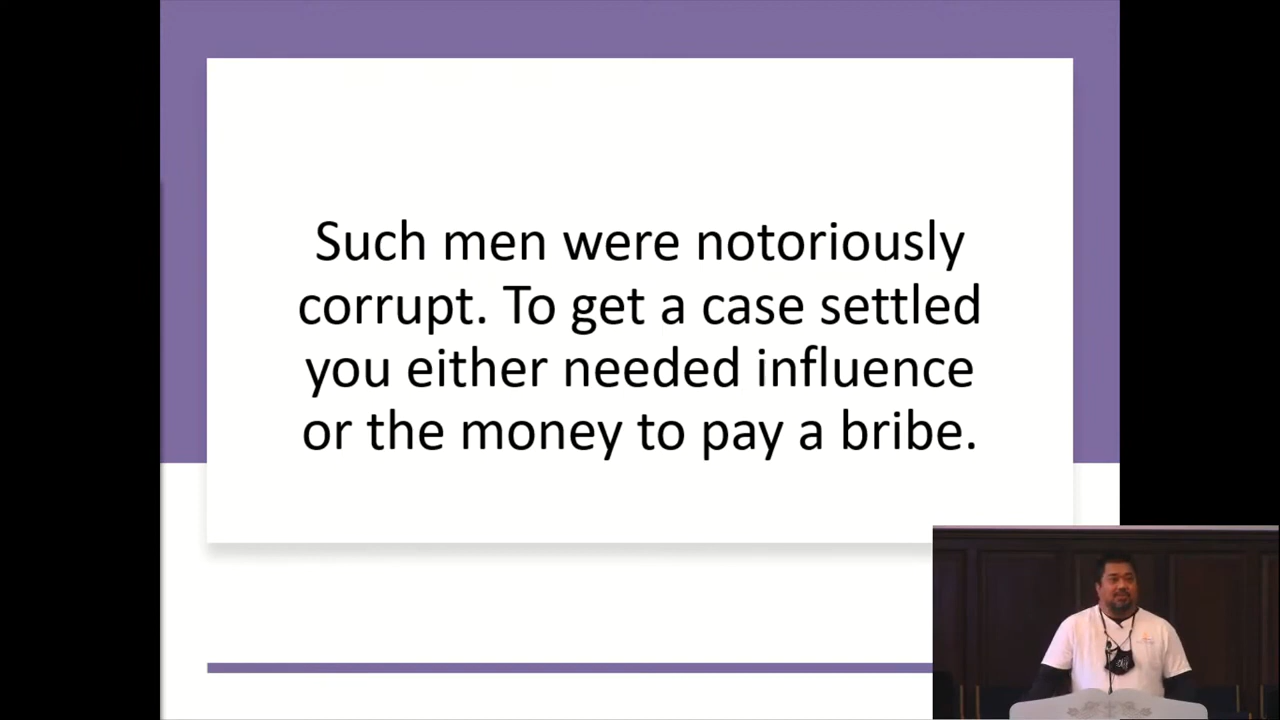 Such men were notoriously
corrupt. To get a case settled
you either needed influence
or the money to pay a bribe.